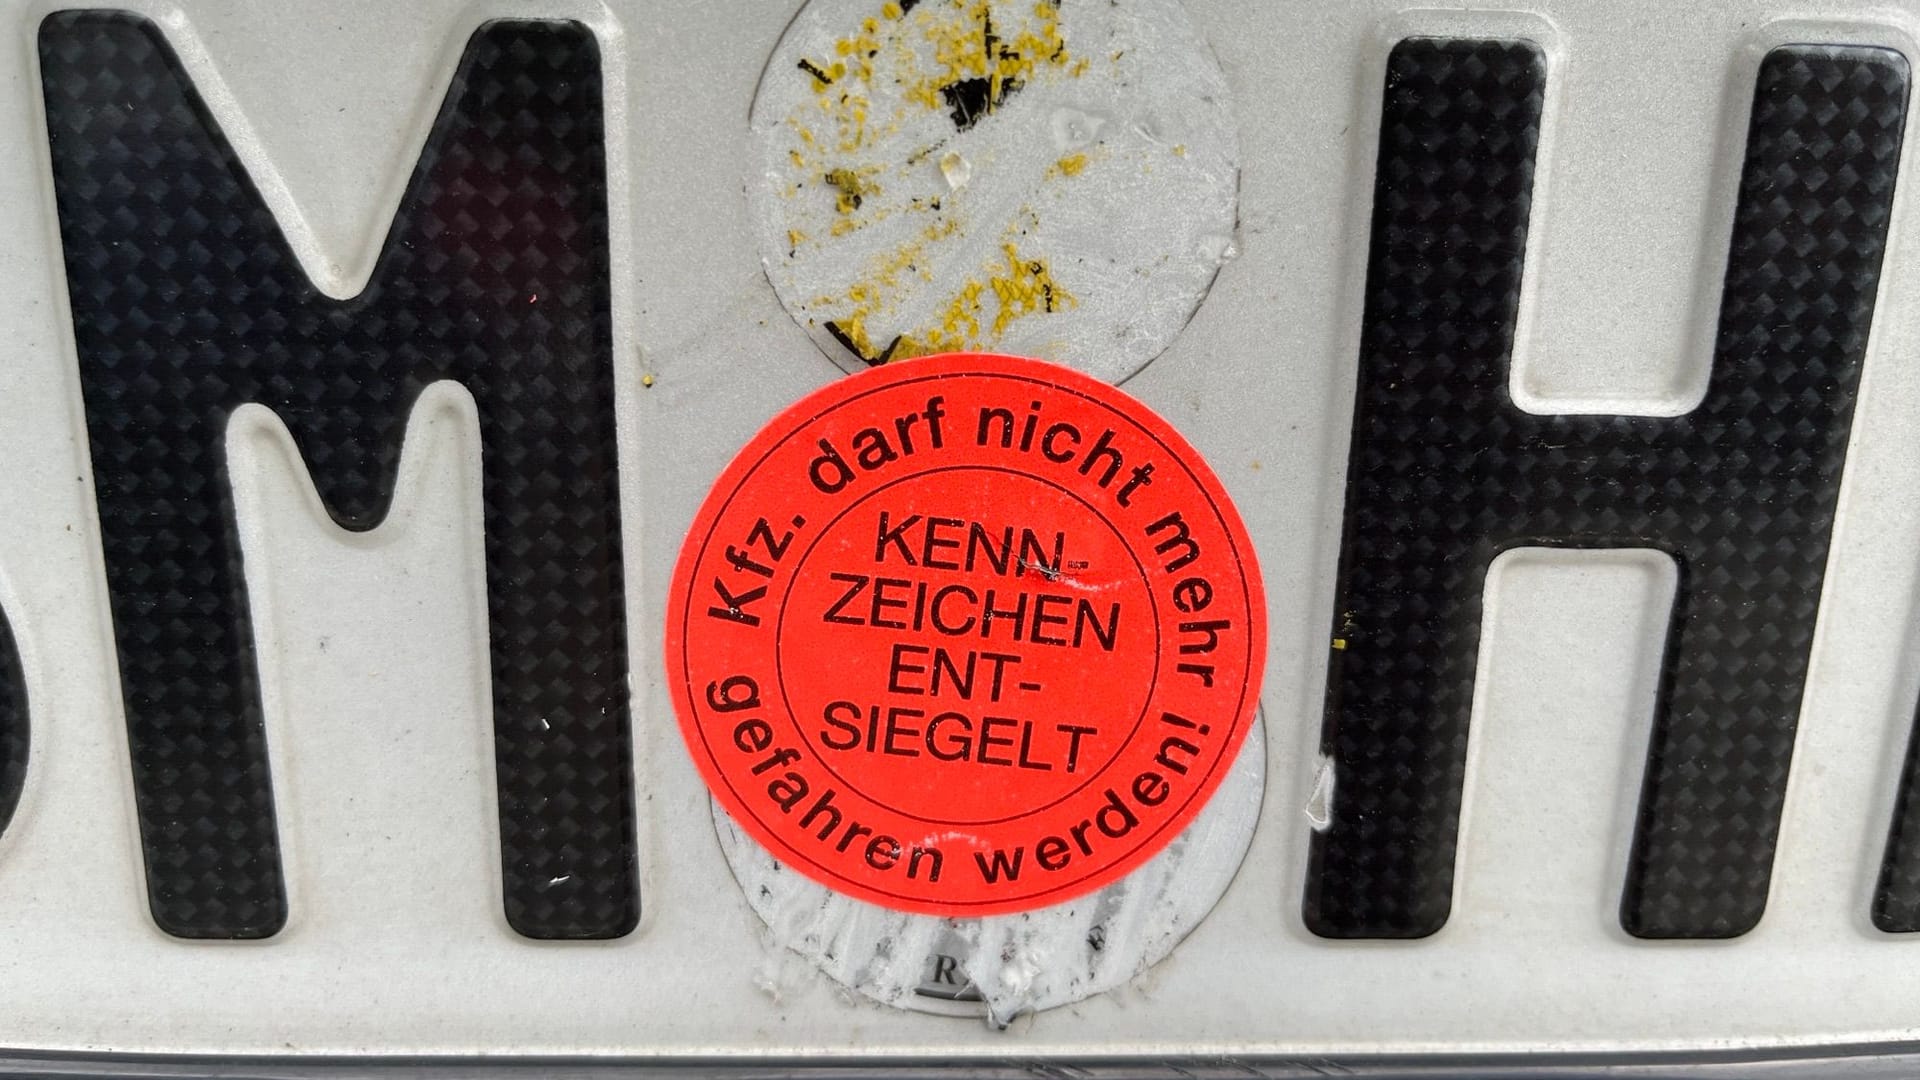 M H
Kfz. darf nicht mehr
KENN-
ZEICHEN
ENT-
SIEGELT
gefahren werden!
R